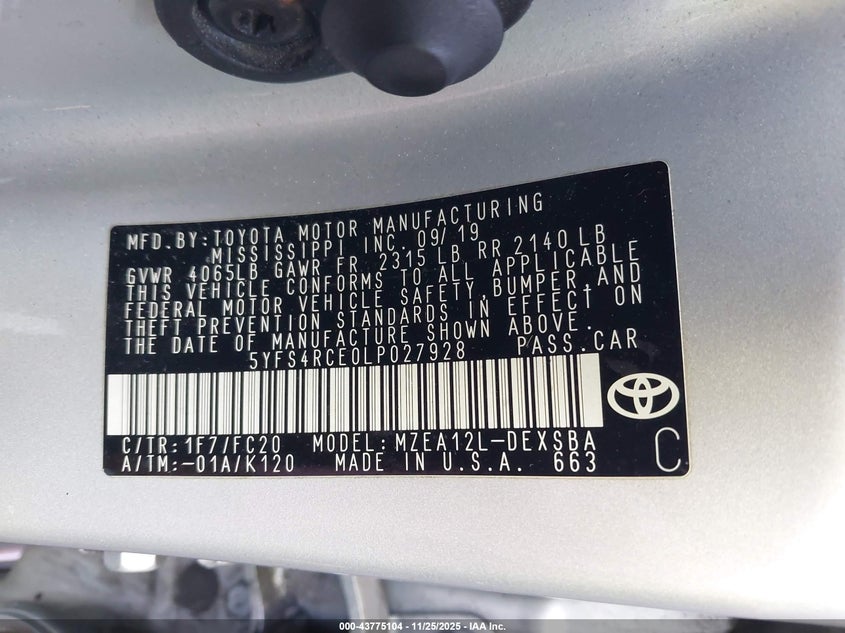 MFD. BY: TOYOTA MOTOR MANUFACTURING
MISSISSIPPI INC. 09/19
GVWR 4065LB GAWR FR. 2315 LB RR 2140 LB
THIS VEHICLE CONFORMS TO ALL APPLICABLE
FEDERAL MOTOR VEHICLE SAFETY, BUMPER, AND
THEFT PREVENTION STANDARDS IN EFFECT ON
THE DATE OF MANUFACTURE SHOWN ABOVE.
5YFS4RCE0LP027928 PASS. CAR
C/TR: 1F7/FC20 MODEL: MZEA12L-DEXSBA
A/TM: -01A/K120 MADE IN U.S.A. 663 C
000-43775104 - 11/25/2025 - IAA Inc.